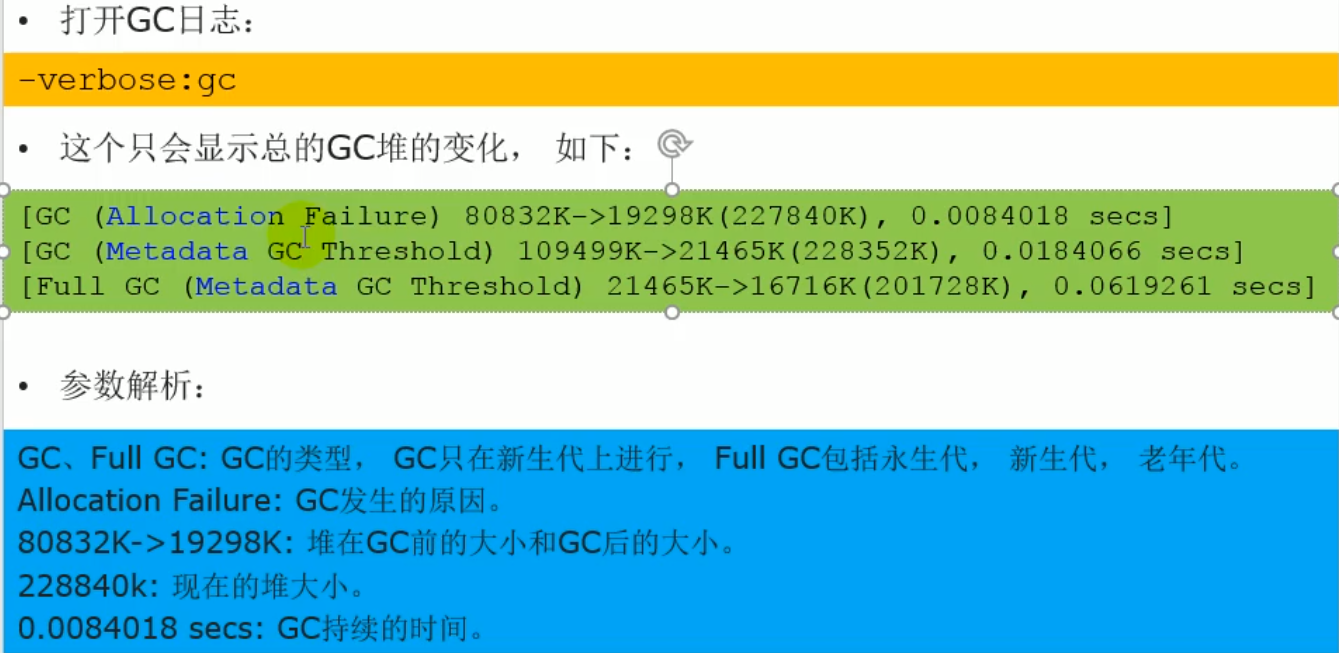 • 打开GC日志：
-verbose:gc
• 这个只会显示总的GC堆的变化， 如下：
[GC (Allocation Failure) 80832K->19298K(227840K), 0.0084018 secs]
[GC (Metadata GC Threshold) 109499K->21465K(228352K), 0.0184066 secs]
[Full GC (Metadata GC Threshold) 21465K->16716K(201728K), 0.0619261 secs]
• 参数解析：
GC、Full GC: GC的类型， GC只在新生代上进行， Full GC包括永生代， 新生代， 老年代。
Allocation Failure: GC发生的原因。
80832K->19298K: 堆在GC前的大小和GC后的大小。
228840k: 现在的堆大小。
0.0084018 secs: GC持续的时间。